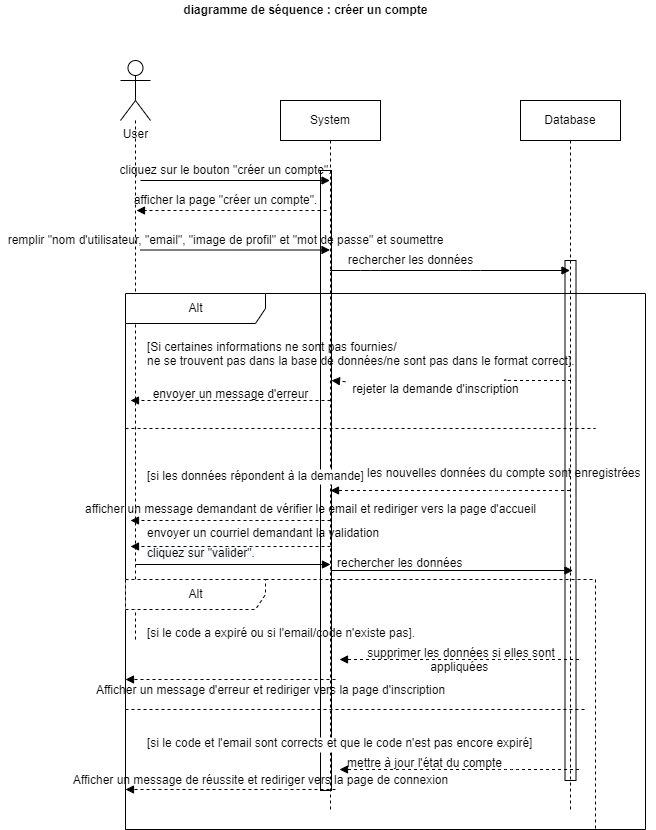 diagramme de séquence : créer un compte
User
System
Database
cliquez sur le bouton "créer un compte"
afficher la page "créer un compte".
remplir "nom d'utilisateur, "email", "image de profil" et "mot de passe" et soumettre
rechercher les données
Alt
[Si certaines informations ne sont pas fournies/
ne se trouvent pas dans la base de données/ne sont pas dans le format correct].
rejeter la demande d'inscription
envoyer un message d'erreur
[si les données répondent à la demande]
les nouvelles données du compte sont enregistrées
afficher un message demandant de vérifier le email et rediriger vers la page d'accueil
envoyer un courriel demandant la validation
cliquez sur "valider".
rechercher les données
Alt
[si le code a expiré ou si l'email/code n'existe pas].
supprimer les données si elles sont
appliquées
Afficher un message d'erreur et rediriger vers la page d'inscription
[si le code et l'email sont corrects et que le code n'est pas encore expiré]
mettre à jour l'état du compte
Afficher un message de réussite et rediriger vers la page de connexion